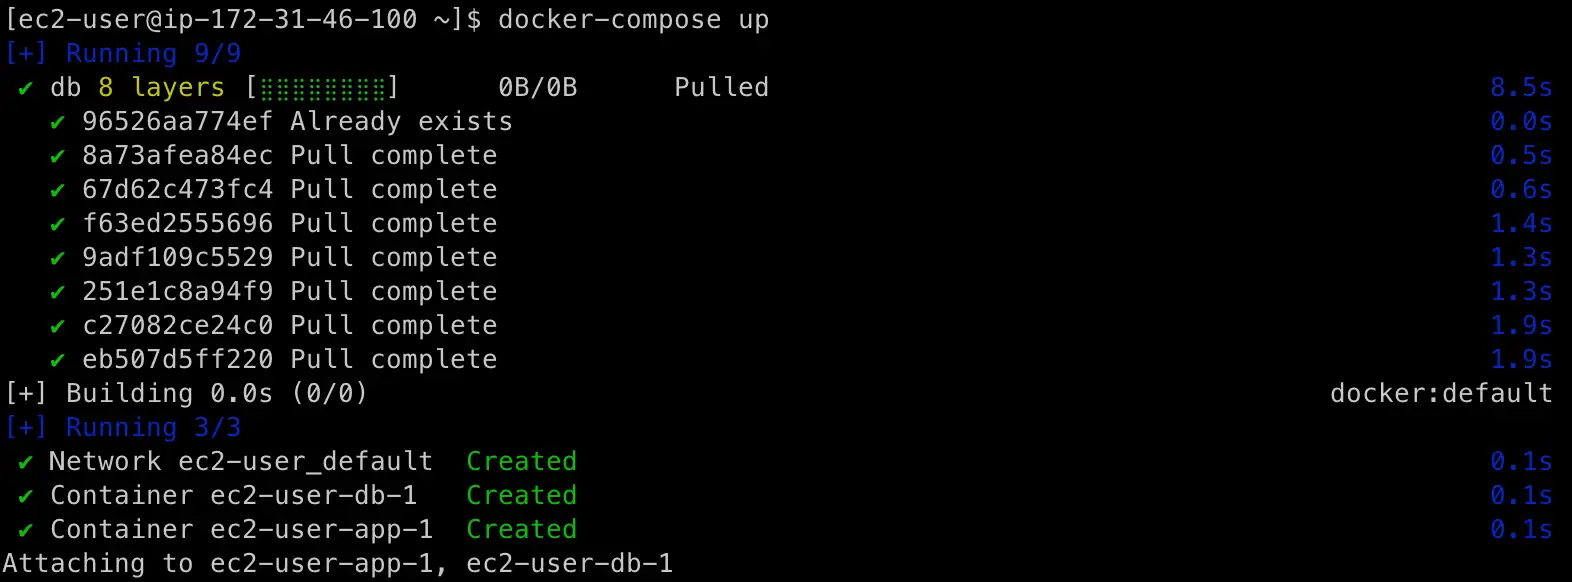 [ec2-user@ip-172-31-46-100 ~]$ docker-compose up
[+] Running 9/9
✔ db 8 layers [⣿⣿⣿⣿⣿⣿⣿⣿] 0B/0B Pulled 8.5s
✔ 96526aa774ef Already exists 0.0s
✔ 8a73afea84ec Pull complete 0.5s
✔ 67d62c473fc4 Pull complete 0.6s
✔ f63ed2555696 Pull complete 1.4s
✔ 9adf109c5529 Pull complete 1.3s
✔ 251e1c8a94f9 Pull complete 1.3s
✔ c27082ce24c0 Pull complete 1.9s
✔ eb507d5ff220 Pull complete 1.9s
[+] Building 0.0s (0/0) docker:default
[+] Running 3/3
✔ Network ec2-user_default Created 0.1s
✔ Container ec2-user-db-1 Created 0.1s
✔ Container ec2-user-app-1 Created 0.1s
Attaching to ec2-user-app-1, ec2-user-db-1